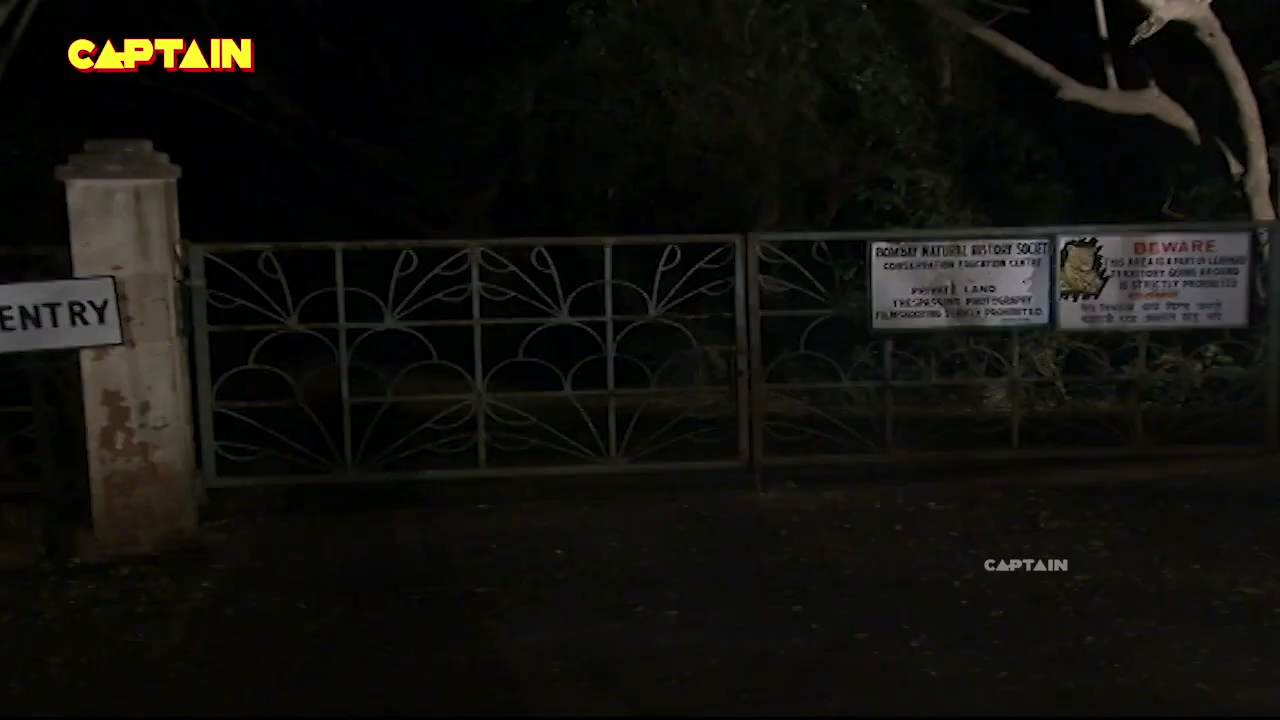 CAPTAIN
ENTRY
BOMBAY NATURAL HISTORY SOCIET
CONSERVATION EDUCATION CENTRE
PRIVATE LAND
TRESPASSING PHOTOGRAPHY
FILMSHOOTING STRICTLY PROHIBITED.
BEWARE
THIS AREA IS A PART OF LEOPARD
TERRITORY GOING AROUND
IS STRICTLY PROHIBITED
CAPTAIN